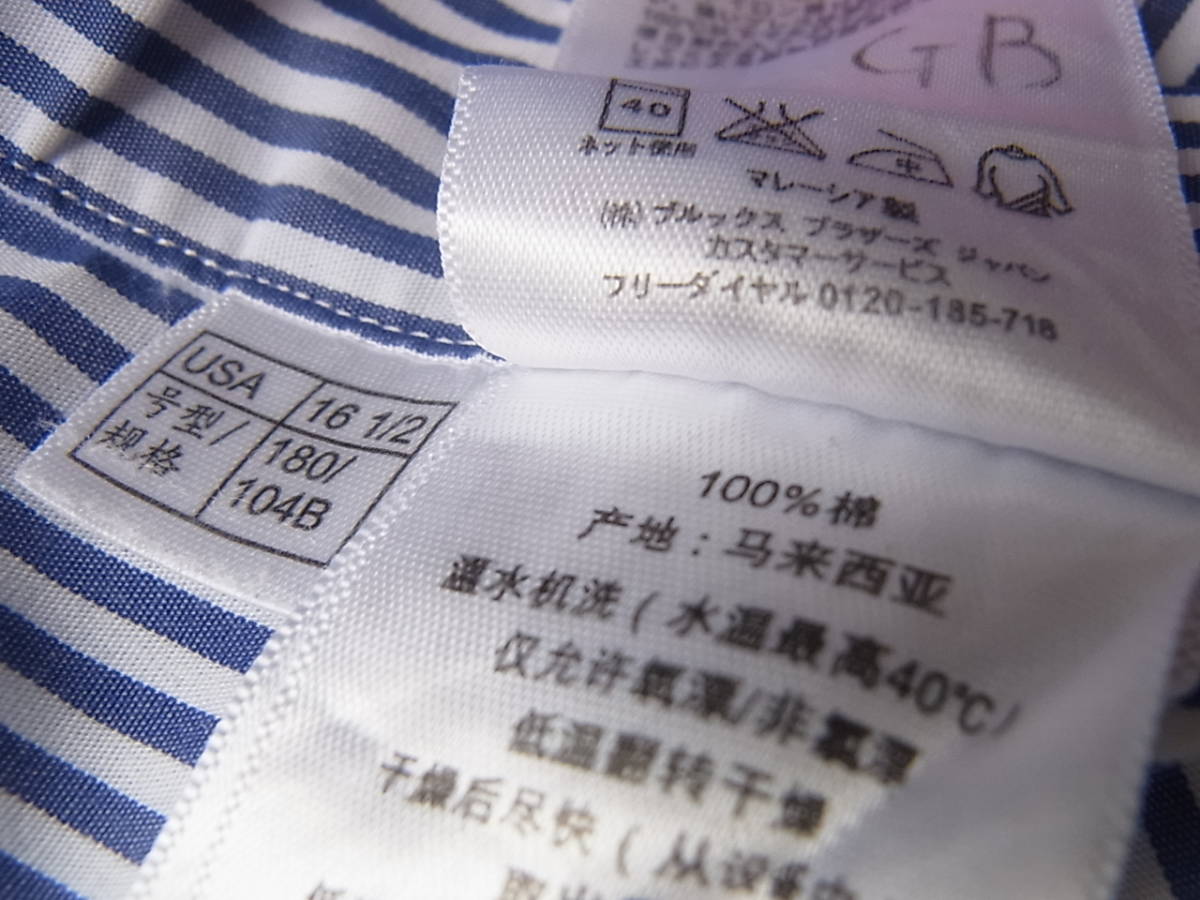 GB
40
ネット使用
中
マレーシア製
(株)ブルックス ブラザーズ ジャパン
カスタマーサービス
フリーダイヤル 0120-185-718
USA 16 1/2
号型/规格 180/104B
100%棉
产地：马来西亚
温水机洗(水温最高40℃)
仅允许氧漂/非氯漂
低温翻转干燥
干燥后尽快(从设备中
取出